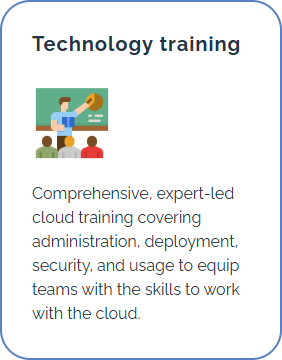 Technology training
Comprehensive, expert-led
cloud training covering
administration, deployment,
security, and usage to equip
teams with the skills to work
with the cloud.